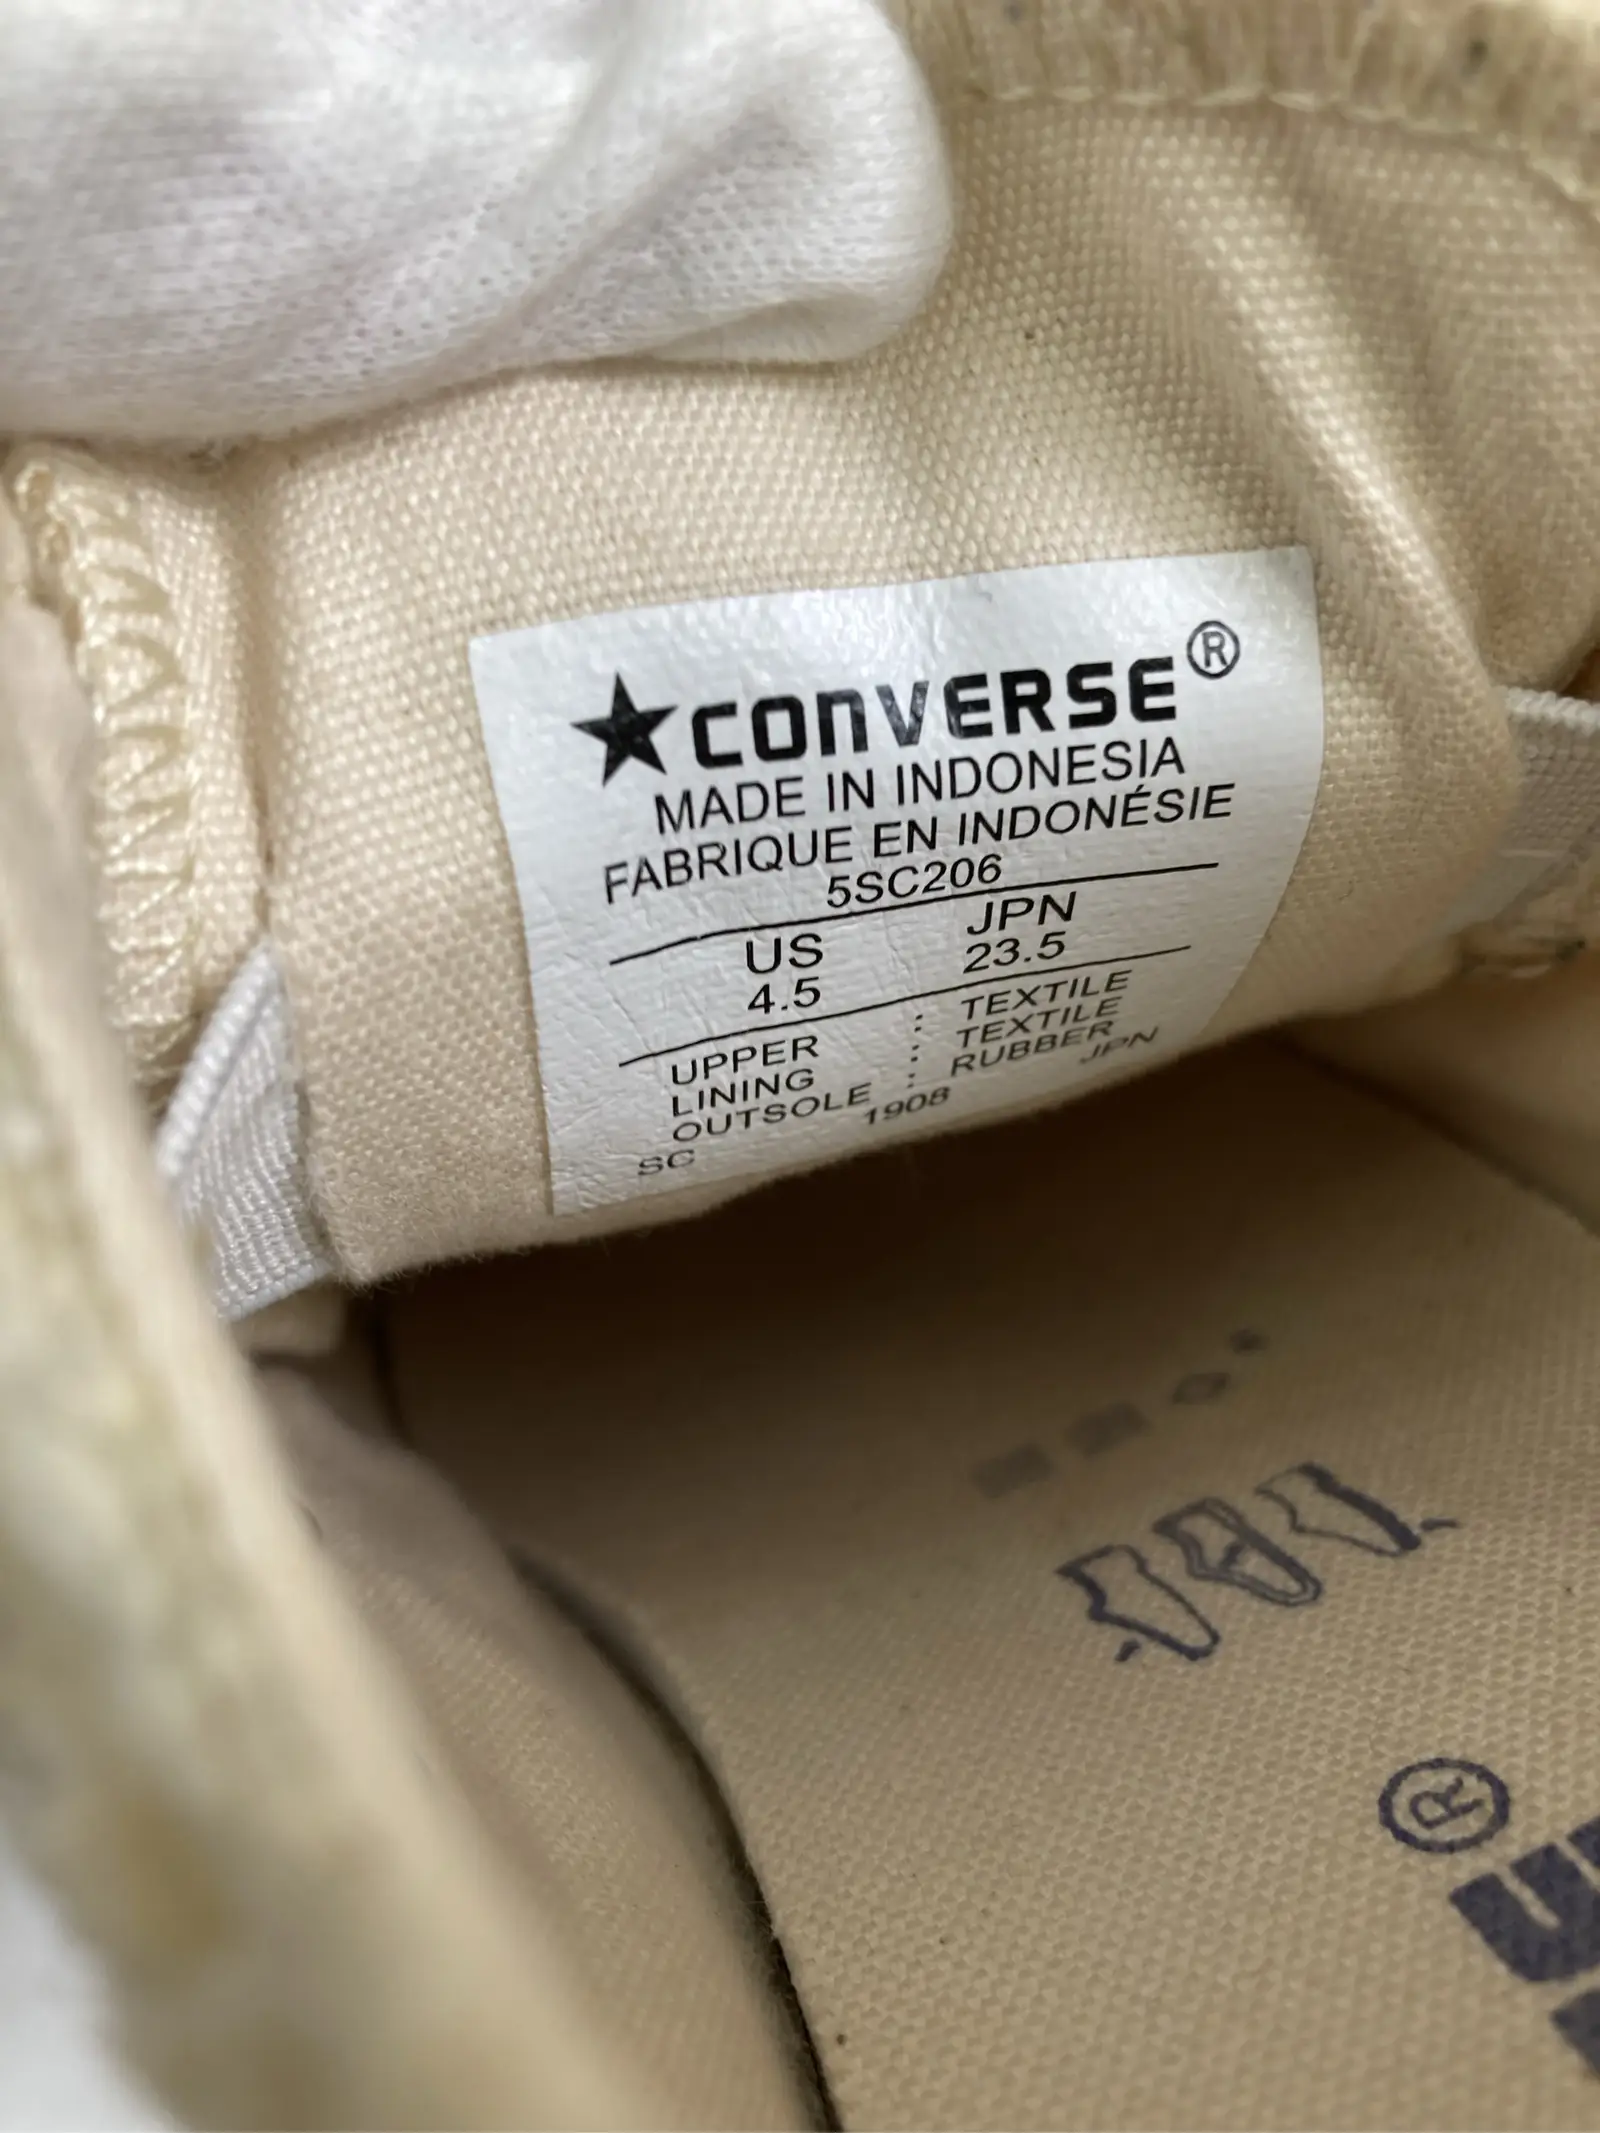 ★CONVERSE®
MADE IN INDONESIA
FABRIQUE EN INDONÉSIE
5SC206
US JPN
4.5 23.5
UPPER : TEXTILE
LINING : TEXTILE
OUTSOLE : RUBBER
SC 1908 JPN
®